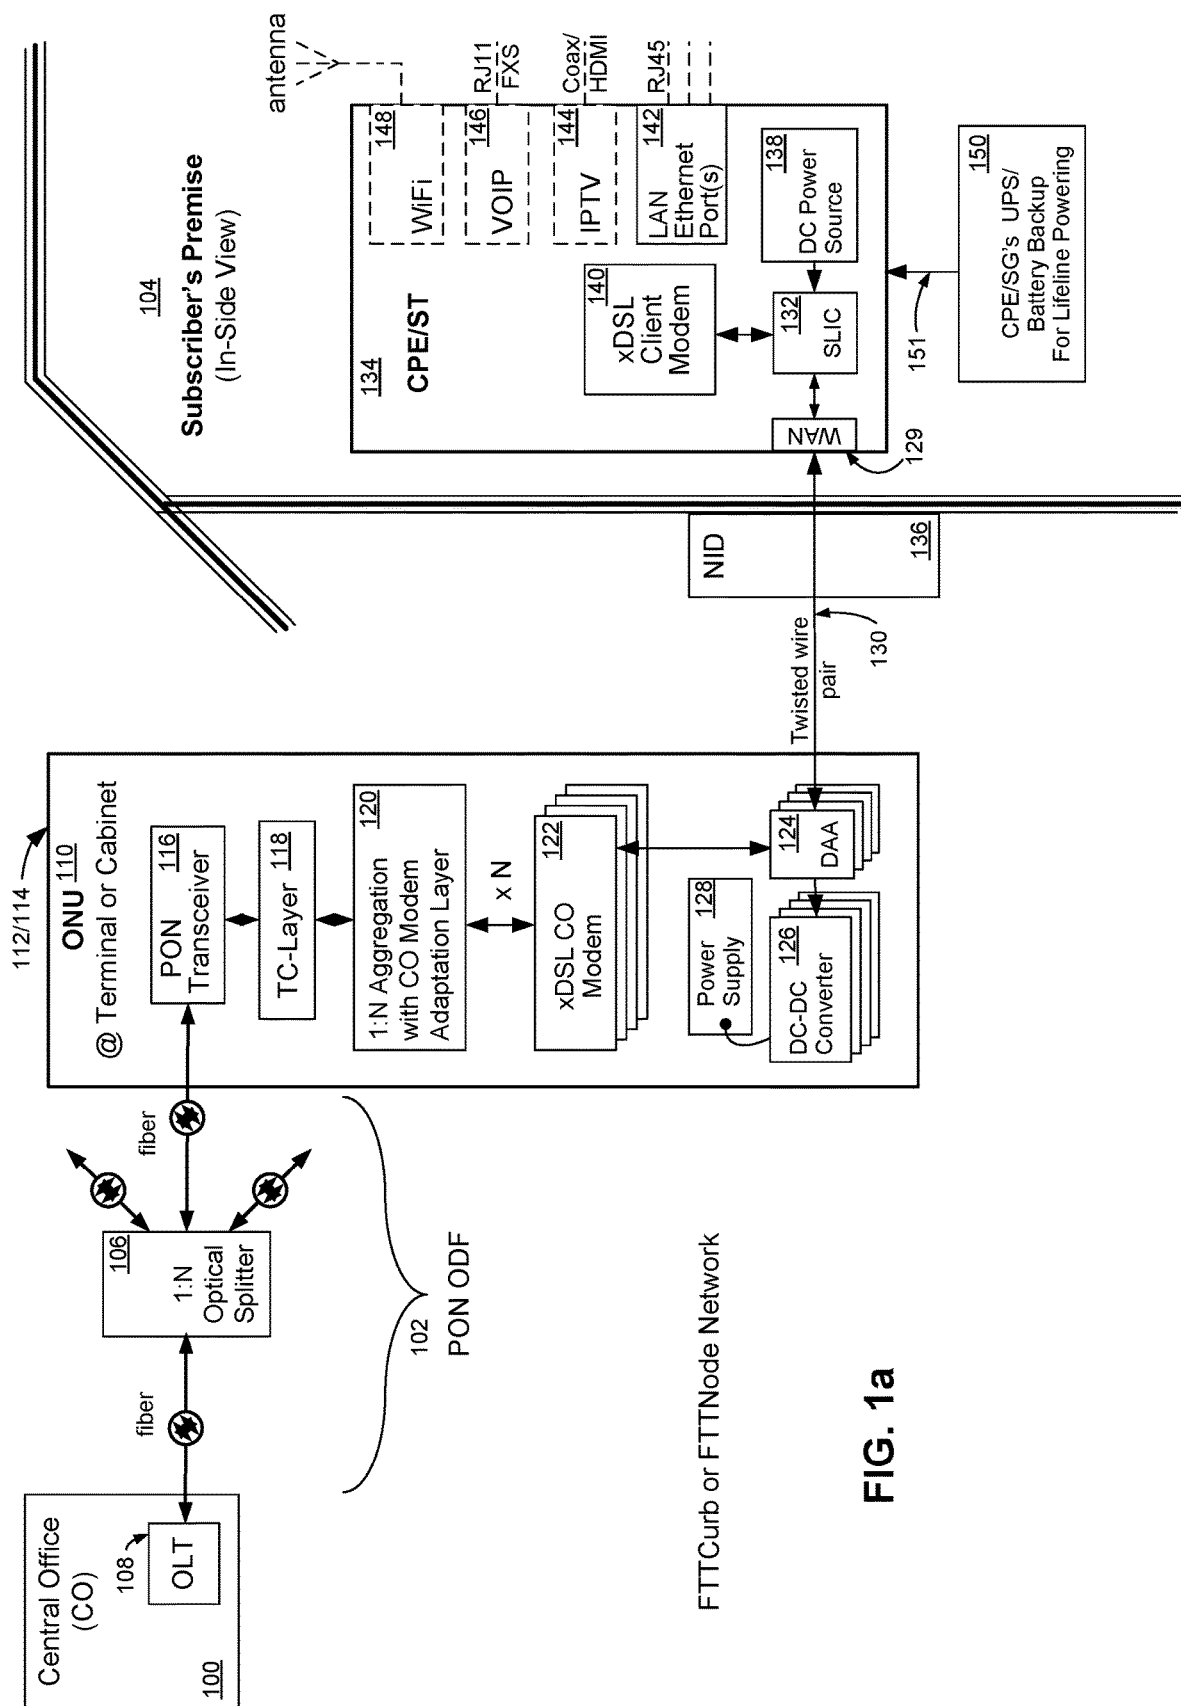 Central Office
(CO)
100
108
OLT
fiber
106
1:N
Optical
Splitter
fiber
102
PON ODF
112/114
ONU 110
@ Terminal or Cabinet
PON
Transceiver
116
TC-Layer
118
120
1:N Aggregation
with CO Modem
Adaptation Layer
x N
122
xDSL CO
Modem
128
Power
Supply
124
DAA
126
DC-DC
Converter
Twisted wire
pair
130
NID
136
104
Subscriber's Premise
(In-Side View)
134
CPE/ST
WAN
129
140
xDSL
Client
Modem
132
SLIC
138
DC Power
Source
WiFi
148
VOIP
146
IPTV
144
LAN
Ethernet
Port(s)
142
antenna
RJ11
FXS
Coax/
HDMI
RJ45
151
150
CPE/SG's UPS/
Battery Backup
For Lifeline Powering
FTTCurb or FTTNode Network
FIG. 1a